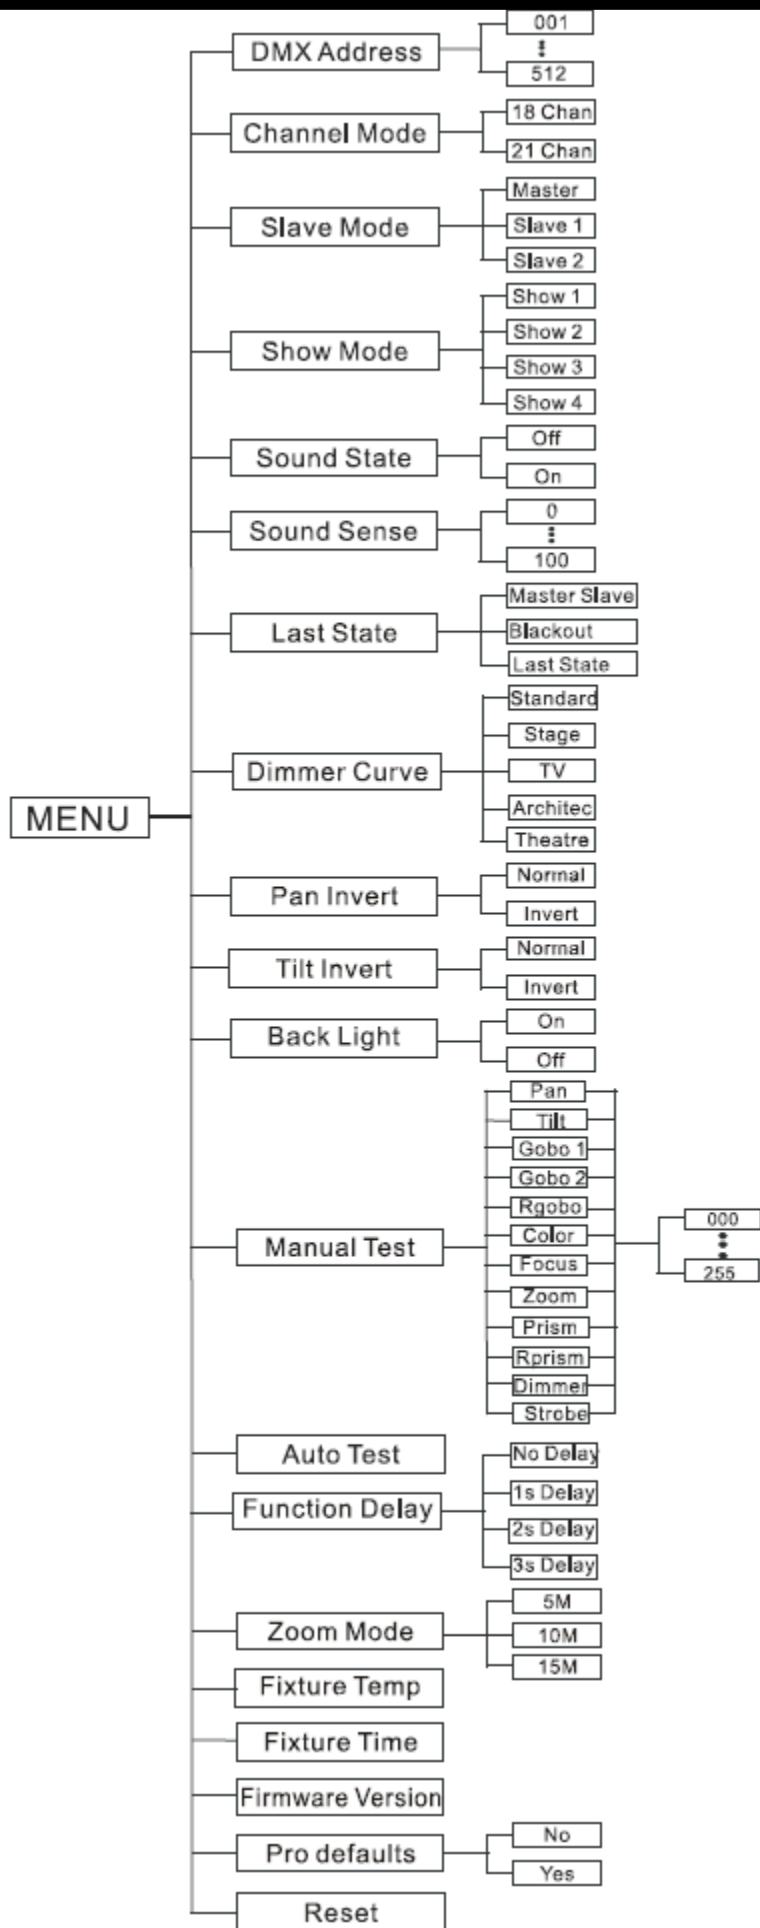 MENU
DMX Address
001
512
Channel Mode
18 Chan
21 Chan
Slave Mode
Master
Slave 1
Slave 2
Show Mode
Show 1
Show 2
Show 3
Show 4
Sound State
Off
On
Sound Sense
0
100
Last State
Master Slave
Blackout
Last State
Dimmer Curve
Standard
Stage
TV
Architec
Theatre
Pan Invert
Normal
Invert
Tilt Invert
Normal
Invert
Back Light
On
Off
Manual Test
Pan
Tilt
Gobo 1
Gobo 2
Rgobo
Color
Focus
Zoom
Prism
Rprism
Dimmer
Strobe
000
255
Auto Test
Function Delay
No Delay
1s Delay
2s Delay
3s Delay
Zoom Mode
5M
10M
15M
Fixture Temp
Fixture Time
Firmware Version
Pro defaults
No
Yes
Reset